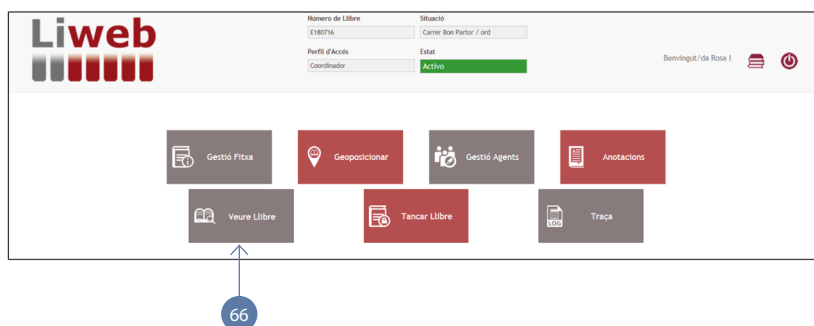 Liweb
Número de Llibre
Situació
E180716
Carrer Bon Partor / ord
Perfil d'Accés
Estat
Coordinador
Activo
Benvingut/da Rosa !
Gestió Fitxa
Geoposicionar
Gestió Agents
Anotacions
Veure Llibre
Tancar Llibre
LOG
Traça
66